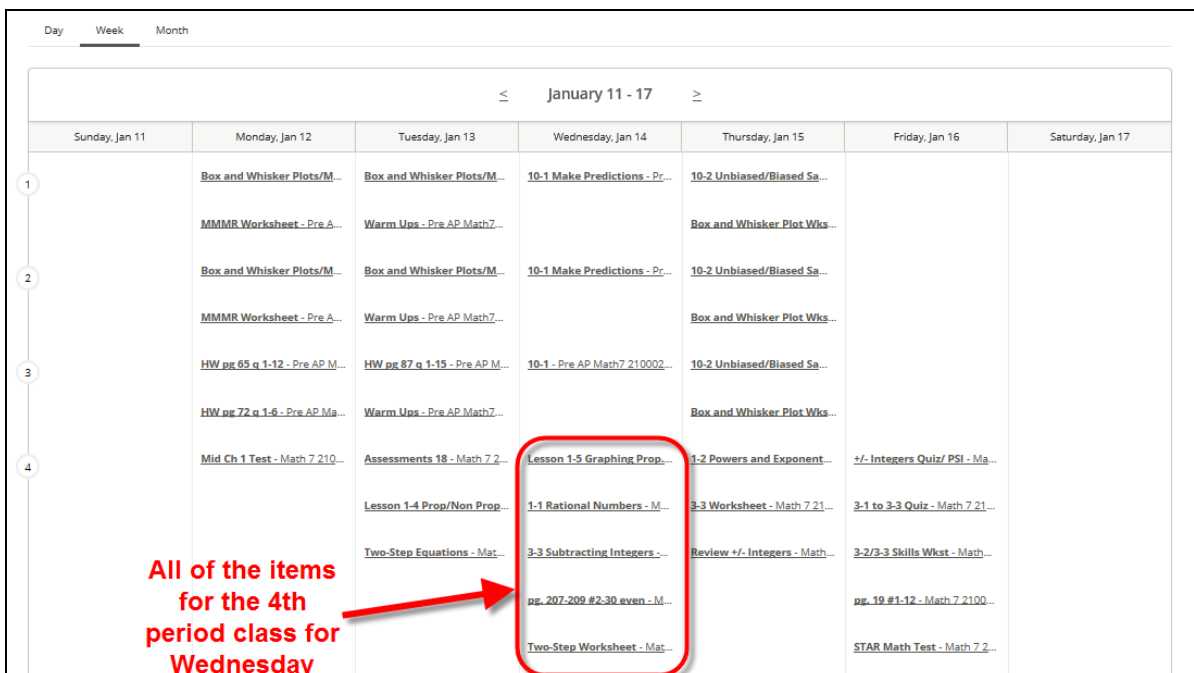 Day Week Month
< January 11 - 17 >
Sunday, Jan 11 Monday, Jan 12 Tuesday, Jan 13 Wednesday, Jan 14 Thursday, Jan 15 Friday, Jan 16 Saturday, Jan 17
1 Box and Whisker Plots/M... Box and Whisker Plots/M... 10-1 Make Predictions - Pr... 10-2 Unbiased/Biased Sa...
MMMR Worksheet - Pre A... Warm Ups - Pre AP Math7... Box and Whisker Plot Wks...
2 Box and Whisker Plots/M... Box and Whisker Plots/M... 10-1 Make Predictions - Pr... 10-2 Unbiased/Biased Sa...
MMMR Worksheet - Pre A... Warm Ups - Pre AP Math7... Box and Whisker Plot Wks...
3 HW pg 65 q 1-12 - Pre AP M... HW pg 87 q 1-15 - Pre AP M... 10-1 - Pre AP Math7 210002... 10-2 Unbiased/Biased Sa...
HW pg 72 q 1-6 - Pre AP Ma... Warm Ups - Pre AP Math7... Box and Whisker Plot Wks...
4 Mid Ch 1 Test - Math 7 210... Assessments 18 - Math 7 2... Lesson 1-5 Graphing Prop... 1-2 Powers and Exponent... +/- Integers Quiz/ PSI - Ma...
Lesson 1-4 Prop/Non Prop... 1-1 Rational Numbers - M... 3-3 Worksheet - Math 7 21... 3-1 to 3-3 Quiz - Math 7 21...
Two-Step Equations - Mat... 3-3 Subtracting Integers -... Review +/- Integers - Math... 3-2/3-3 Skills Wkst - Math...
pg. 207-209 #2-30 even - M... pg. 19 #1-12 - Math 7 2100...
Two-Step Worksheet - Mat... STAR Math Test - Math 7 2...
All of the items
for the 4th
period class for
Wednesday